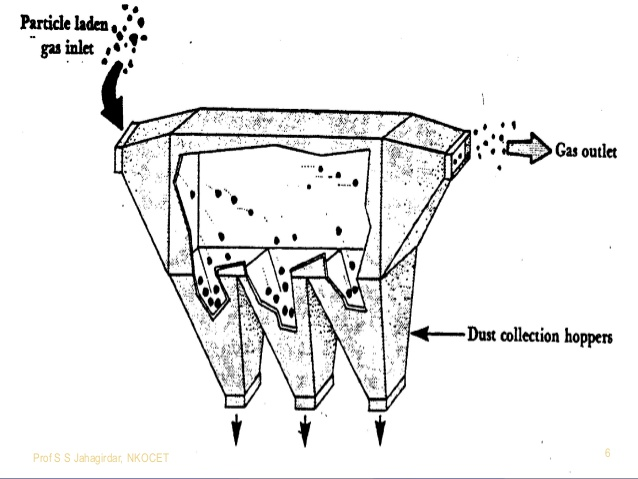 Particle laden
gas inlet
Gas outlet
Dust collection hoppers
Prof S S Jahagirdar, NKOCET
6